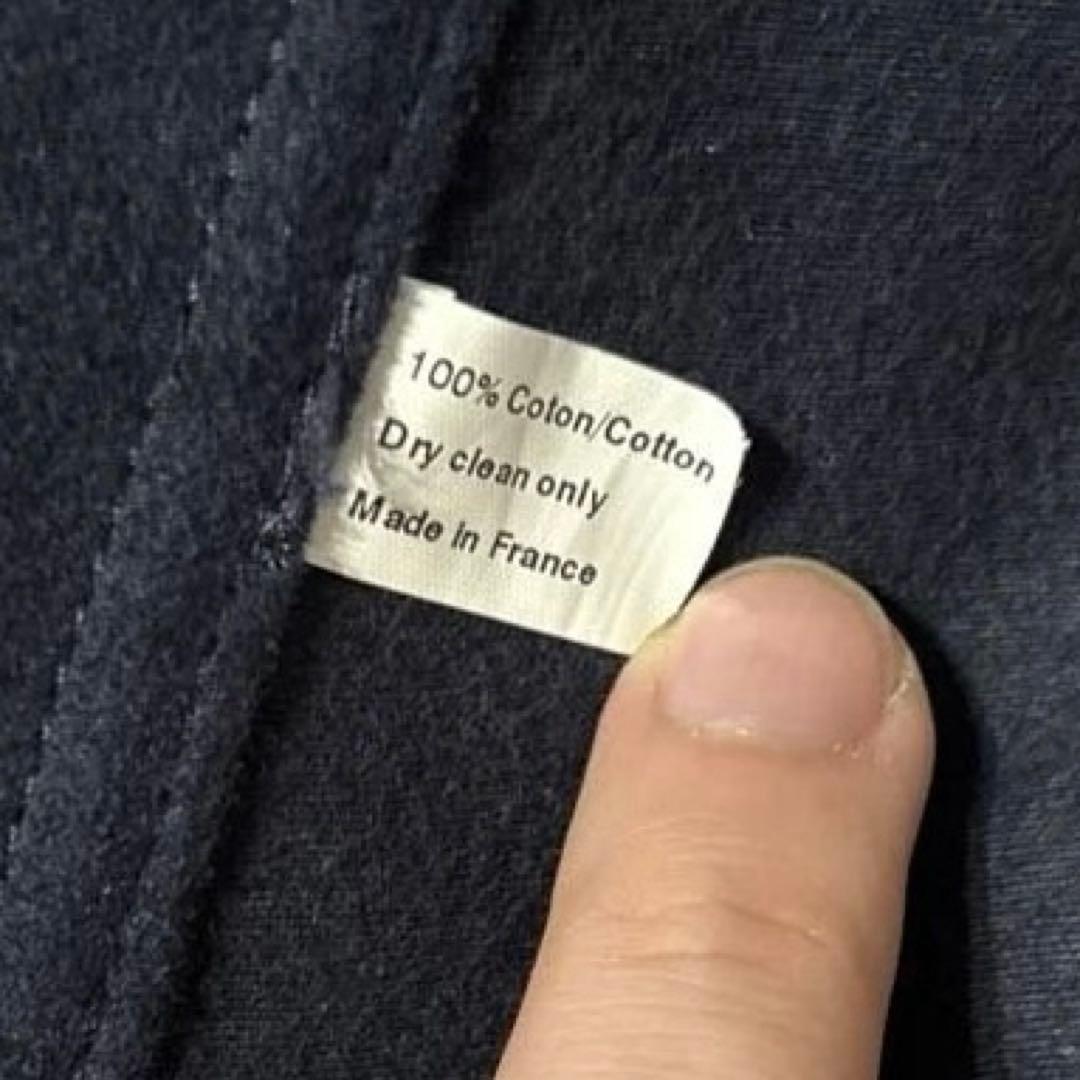 100% Coton/Cotton
Dry clean only
Made in France